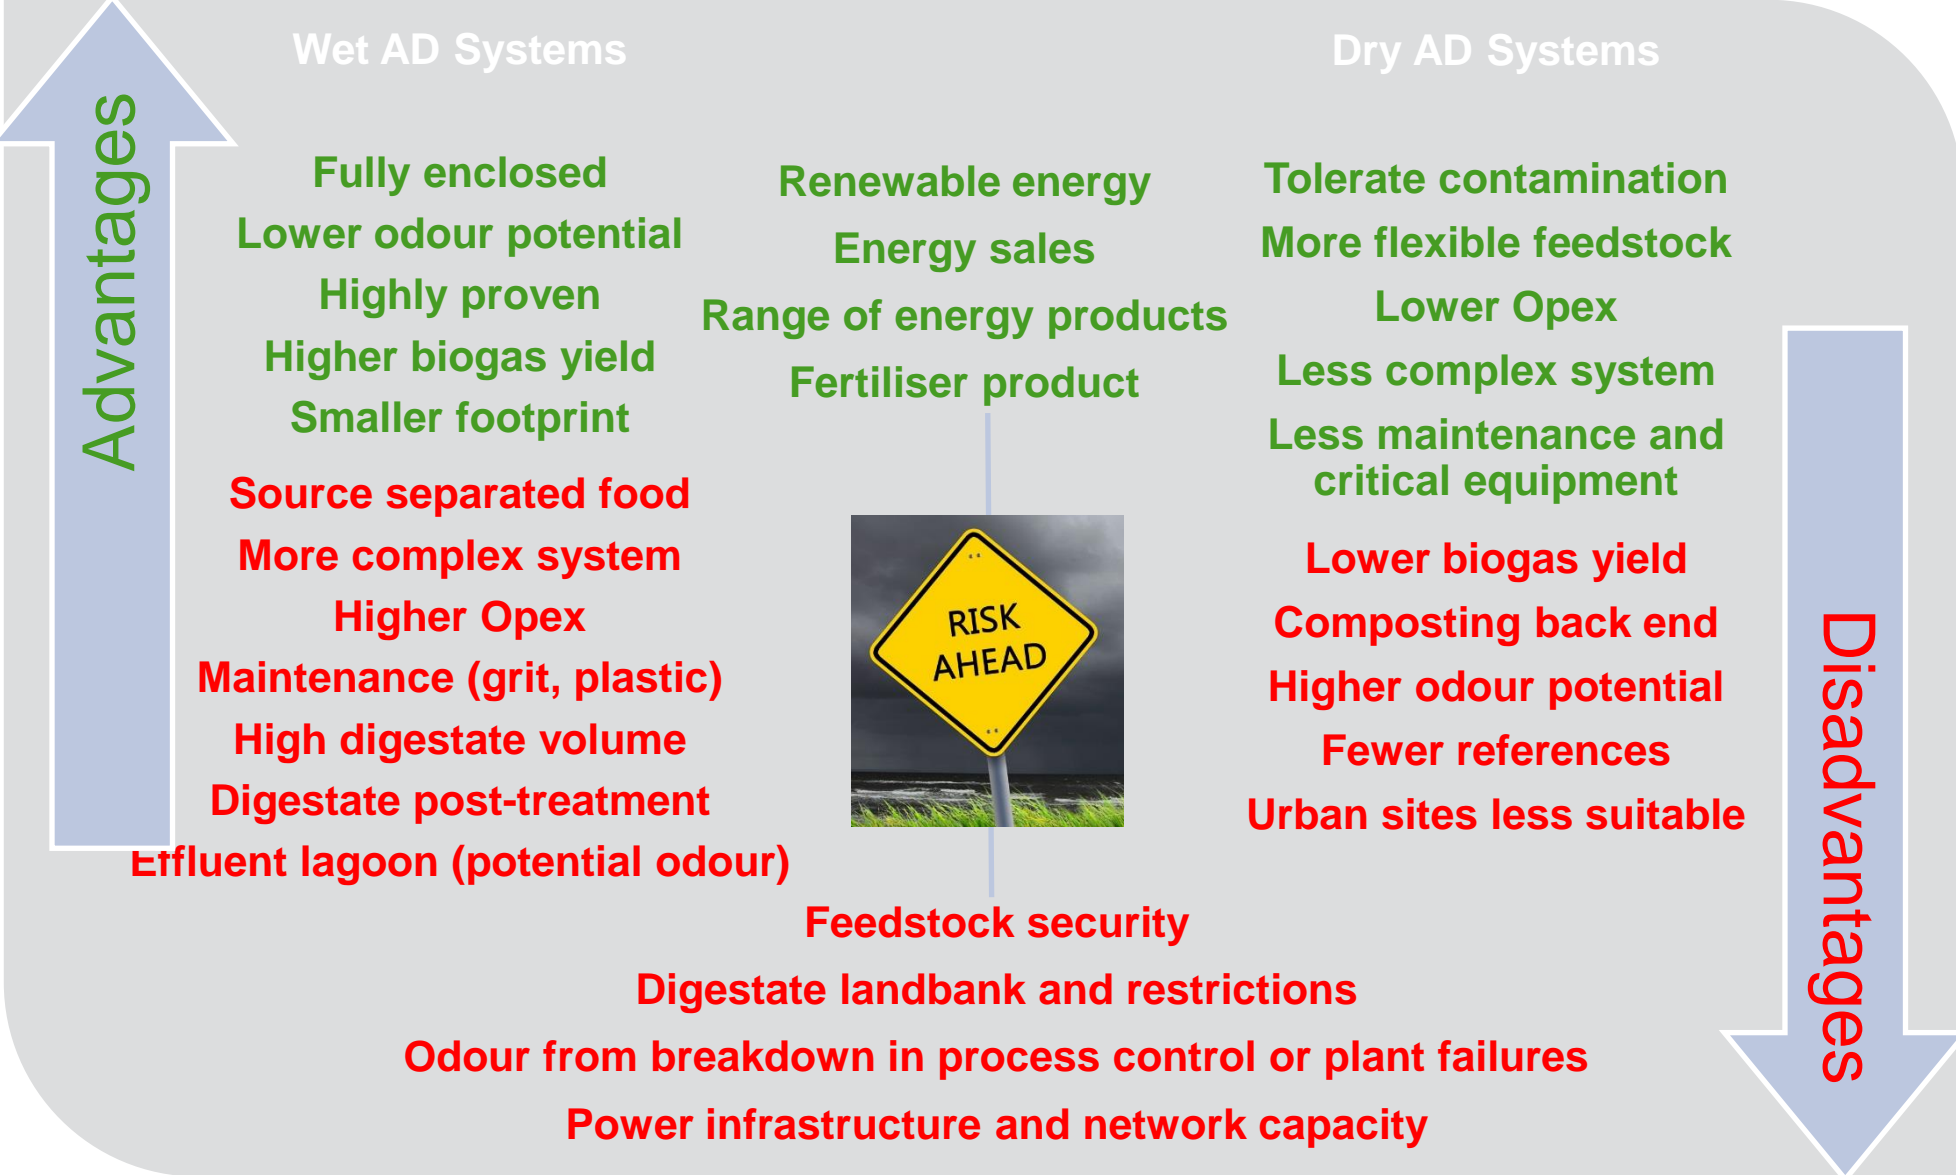 Wet AD Systems
Dry AD Systems
Advantages
Fully enclosed
Lower odour potential
Highly proven
Higher biogas yield
Smaller footprint
Source separated food
More complex system
Higher Opex
Maintenance (grit, plastic)
High digestate volume
Digestate post-treatment
Effluent lagoon (potential odour)
Renewable energy
Energy sales
Range of energy products
Fertiliser product
RISK
AHEAD
Tolerate contamination
More flexible feedstock
Lower Opex
Less complex system
Less maintenance and
critical equipment
Lower biogas yield
Composting back end
Higher odour potential
Fewer references
Urban sites less suitable
Disadvantages
Feedstock security
Digestate landbank and restrictions
Odour from breakdown in process control or plant failures
Power infrastructure and network capacity